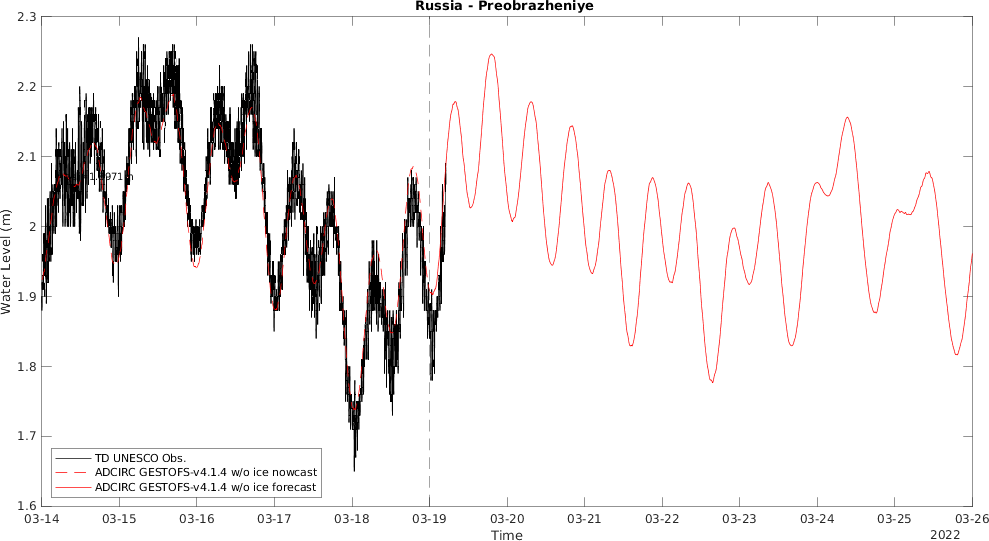 Russia - Preobrazheniye
2.3
2.2
2.1
2
1.9
1.8
1.7
1.6
Water Level (m)
TD UNESCO Obs.
ADCIRC GESTOFS-v4.1.4 w/o ice nowcast
ADCIRC GESTOFS-v4.1.4 w/o ice forecast
03-14 03-15 03-16 03-17 03-18 03-19 03-20 03-21 03-22 03-23 03-24 03-25 03-26
Time
2022